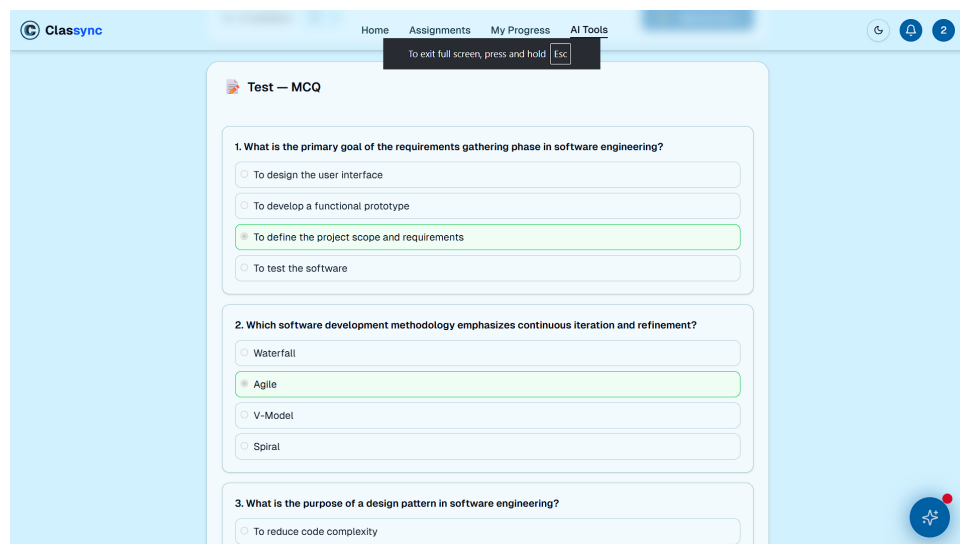 Classync
Home Assignments My Progress AI Tools
2
To exit full screen, press and hold Esc
Test — MCQ
1. What is the primary goal of the requirements gathering phase in software engineering?
To design the user interface
To develop a functional prototype
To define the project scope and requirements
To test the software
2. Which software development methodology emphasizes continuous iteration and refinement?
Waterfall
Agile
V-Model
Spiral
3. What is the purpose of a design pattern in software engineering?
To reduce code complexity